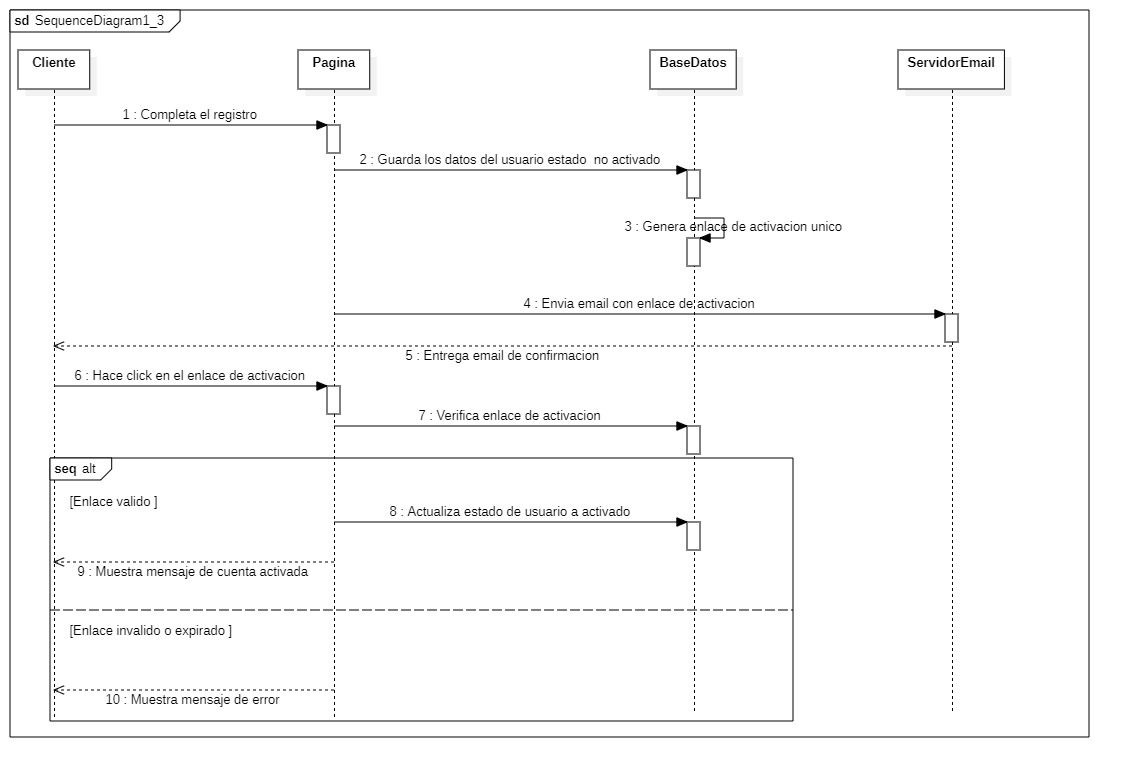 sd SequenceDiagram1_3
Cliente
Pagina
BaseDatos
ServidorEmail
1 : Completa el registro
2 : Guarda los datos del usuario estado  no activado
3 : Genera enlace de activacion unico
4 : Envia email con enlace de activacion
5 : Entrega email de confirmacion
6 : Hace click en el enlace de activacion
7 : Verifica enlace de activacion
seq alt
[Enlace valido ]
8 : Actualiza estado de usuario a activado
9 : Muestra mensaje de cuenta activada
[Enlace invalido o expirado ]
10 : Muestra mensaje de error